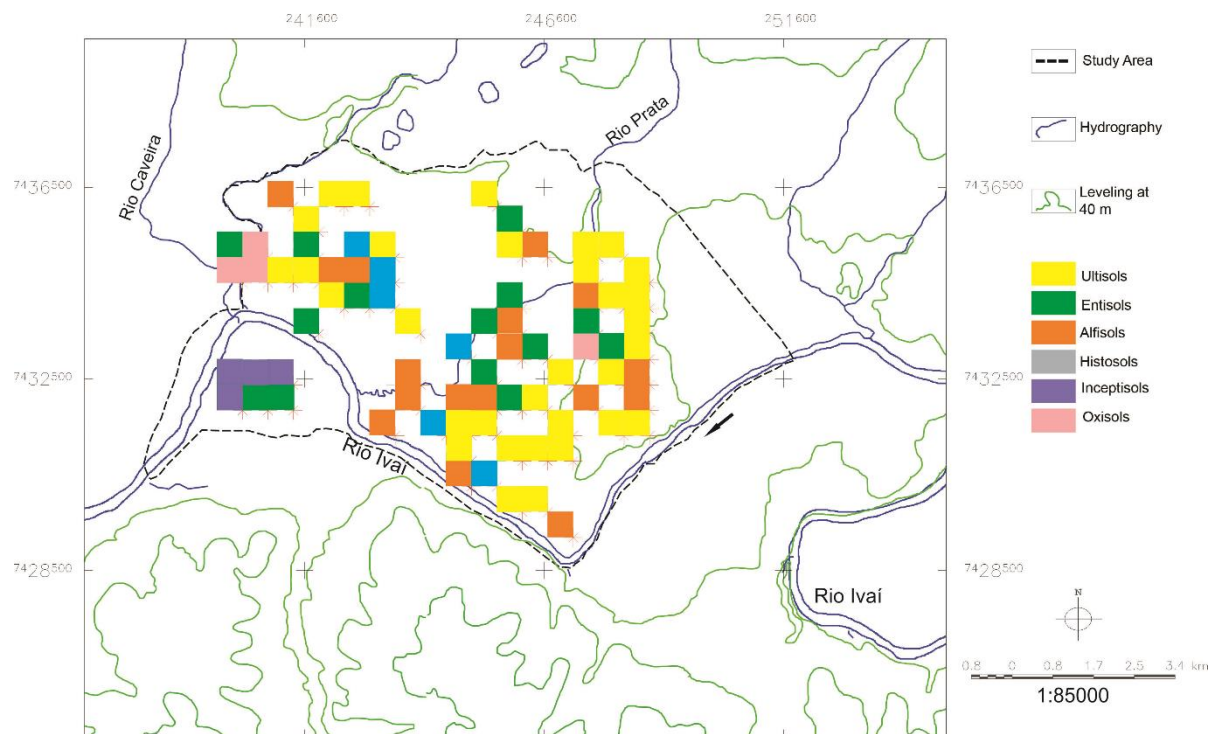 241600 246600 251600
Rio Caveira
Rio Prata
7436500 7436500
7432500 7432500
Rio Ivaí
7428500 7428500
Rio Ivaí
Study Area
Hydrography
Leveling at
40 m
Ultisols
Entisols
Alfisols
Histosols
Inceptisols
Oxisols
N
0.8 0 0.8 1.7 2.5 3.4 km
1:85000